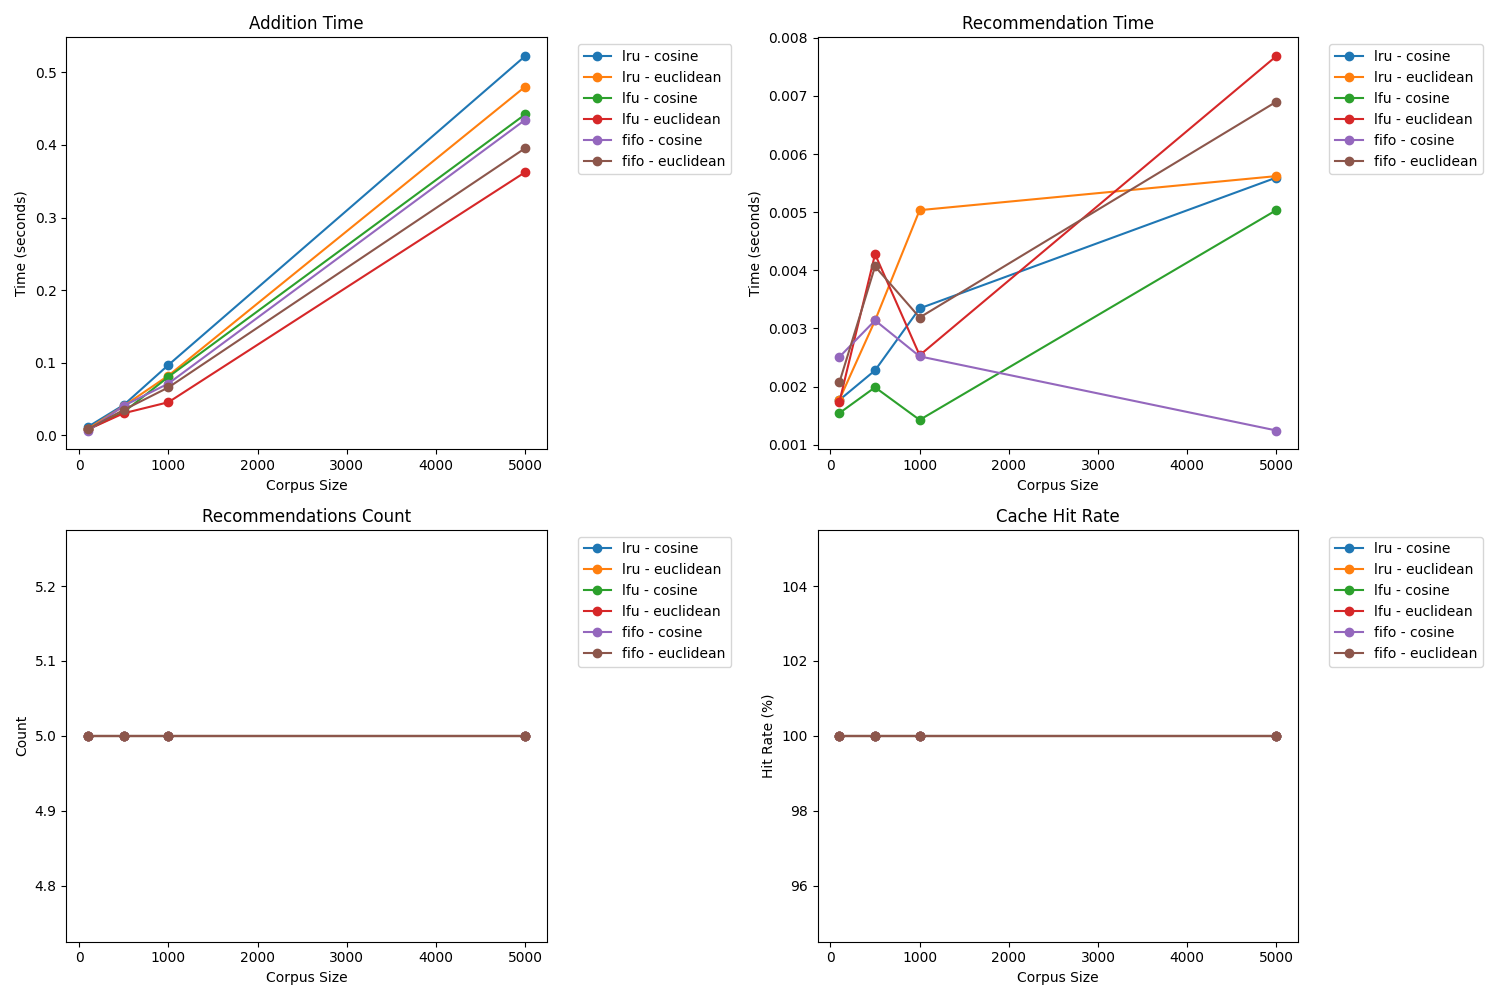 Addition Time
0.5
0.4
0.3
0.2
0.1
0.0
Time (seconds)
0 1000 2000 3000 4000 5000
Corpus Size
lru - cosine
lru - euclidean
lfu - cosine
lfu - euclidean
fifo - cosine
fifo - euclidean
Recommendation Time
0.008
0.007
0.006
0.005
0.004
0.003
0.002
0.001
Time (seconds)
0 1000 2000 3000 4000 5000
Corpus Size
lru - cosine
lru - euclidean
lfu - cosine
lfu - euclidean
fifo - cosine
fifo - euclidean
Recommendations Count
5.2
5.1
5.0
4.9
4.8
Count
0 1000 2000 3000 4000 5000
Corpus Size
lru - cosine
lru - euclidean
lfu - cosine
lfu - euclidean
fifo - cosine
fifo - euclidean
Cache Hit Rate
104
102
100
98
96
Hit Rate (%)
0 1000 2000 3000 4000 5000
Corpus Size
lru - cosine
lru - euclidean
lfu - cosine
lfu - euclidean
fifo - cosine
fifo - euclidean